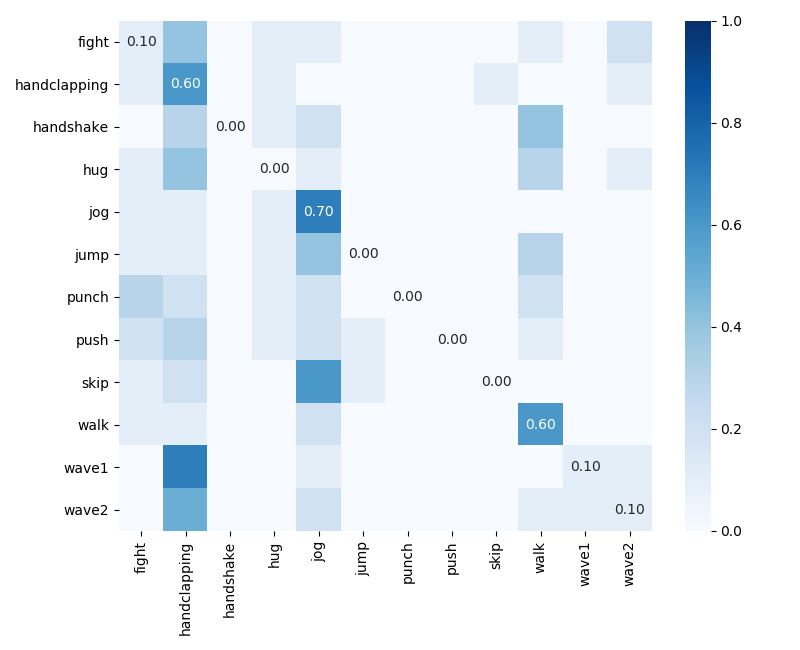 fight 0.10
handclapping 0.60
handshake 0.00
hug 0.00
jog 0.70
jump 0.00
punch 0.00
push 0.00
skip 0.00
walk 0.60
wave1 0.10
wave2 0.10
fight handclapping handshake hug jog jump punch push skip walk wave1 wave2
1.0
0.8
0.6
0.4
0.2
0.0